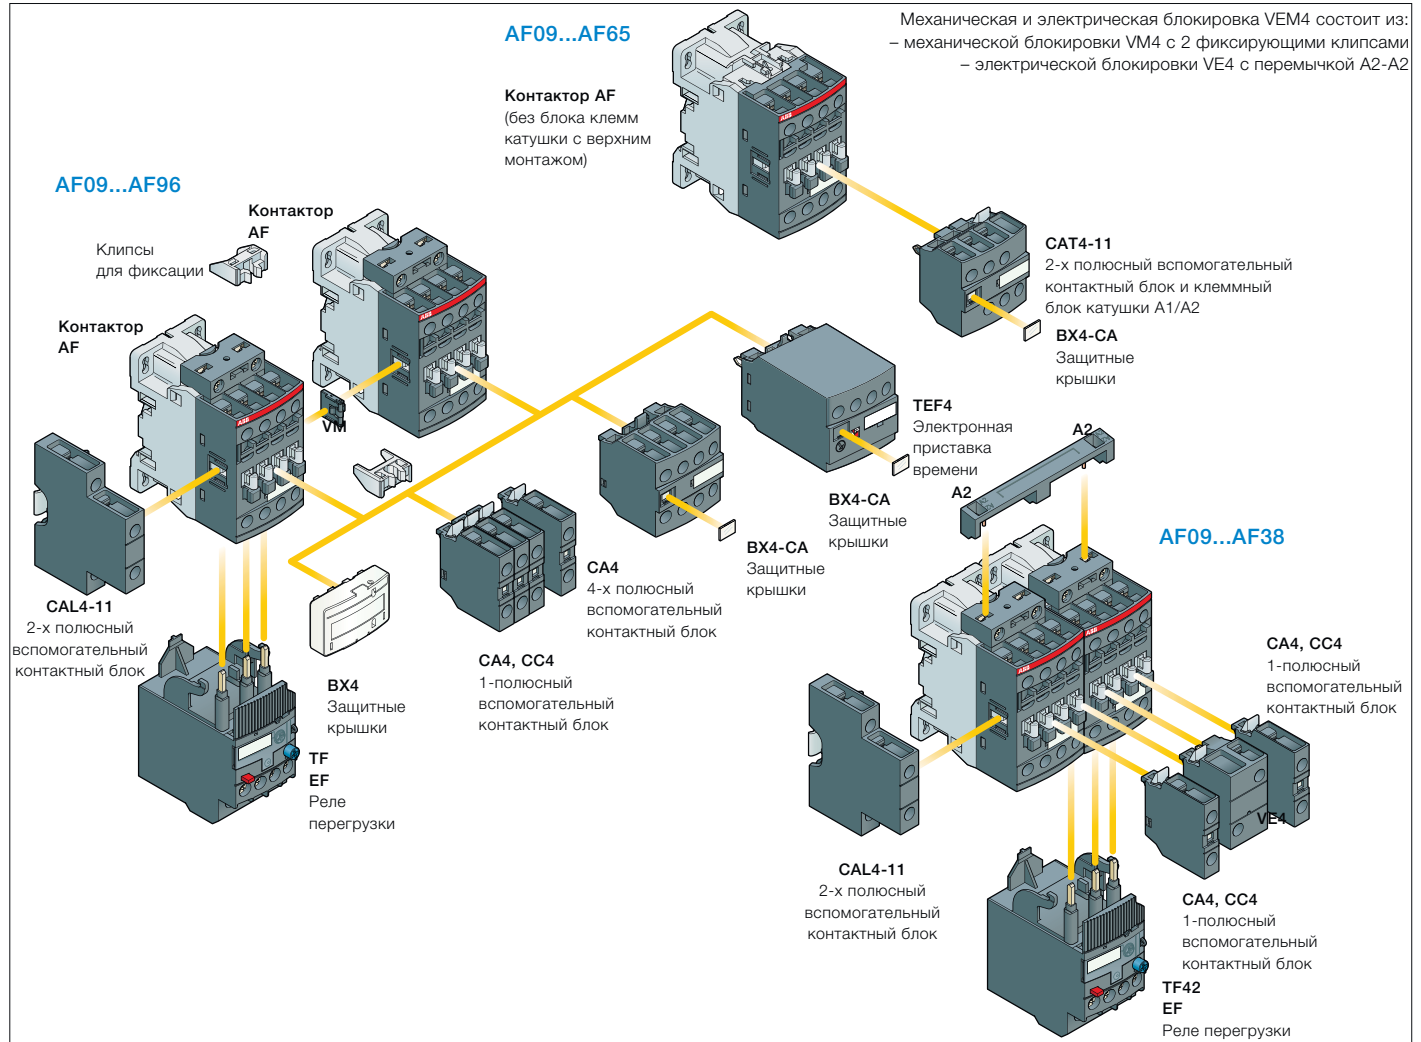 AF09...AF65
Механическая и электрическая блокировка VEM4 состоит из:
– механической блокировки VM4 с 2 фиксирующими клипсами
– электрической блокировки VE4 с перемычкой A2-A2
Контактор AF
(без блока клемм
катушки с верхним
монтажом)
ABB
AF09...AF96
Контактор
AF
Клипсы
для фиксации
ABB
Контактор
AF
ABB
VM
CAT4-11
2-х полюсный вспомогательный
контактный блок и клеммный
блок катушки A1/A2
BX4-CA
Защитные
крышки
TEF4
Электронная
приставка
времени
BX4-CA
Защитные
крышки
BX4-CA
Защитные
крышки
CA4
4-х полюсный
вспомогательный
контактный блок
CA4, CC4
1-полюсный
вспомогательный
контактный блок
BX4
Защитные
крышки
CAL4-11
2-х полюсный
вспомогательный
контактный блок
TF
EF
Реле
перегрузки
A2
A2
AF09...AF38
ABB
ABB
CA4, CC4
1-полюсный
вспомогательный
контактный блок
VE4
CAL4-11
2-х полюсный
вспомогательный
контактный блок
CA4, CC4
1-полюсный
вспомогательный
контактный блок
TF42
EF
Реле перегрузки